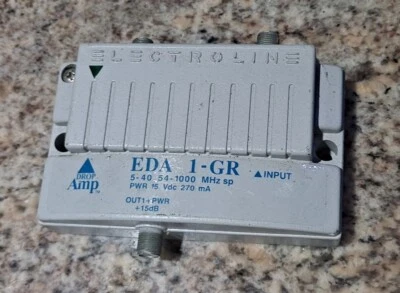 ELECTROLINE
EDA 1-GR
5-40 54-1000 MHz sp
PWR 15 Vdc 270 mA
▲INPUT
DROP
Amp
OUT1+PWR
+15dB